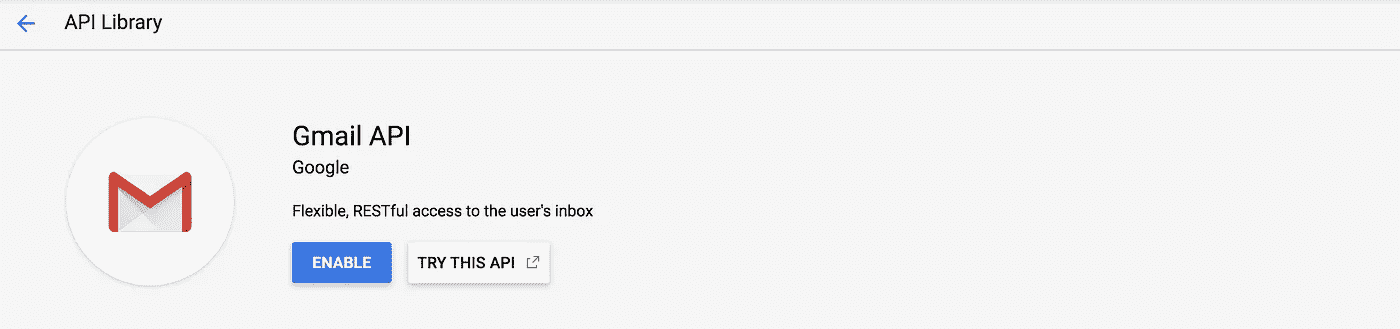 API Library
Gmail API
Google
Flexible, RESTful access to the user's inbox
ENABLE
TRY THIS API